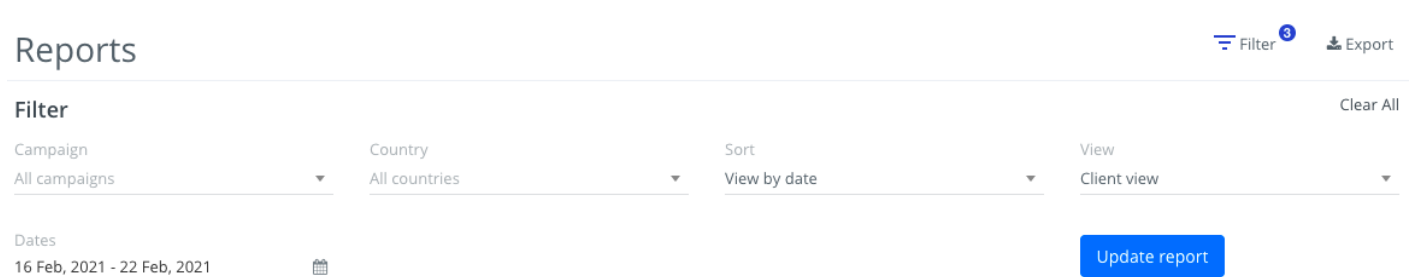 Reports
Filter 3 Export
Filter
Clear All
Campaign Country Sort View
All campaigns All countries View by date Client view
Dates
16 Feb, 2021 - 22 Feb, 2021
Update report